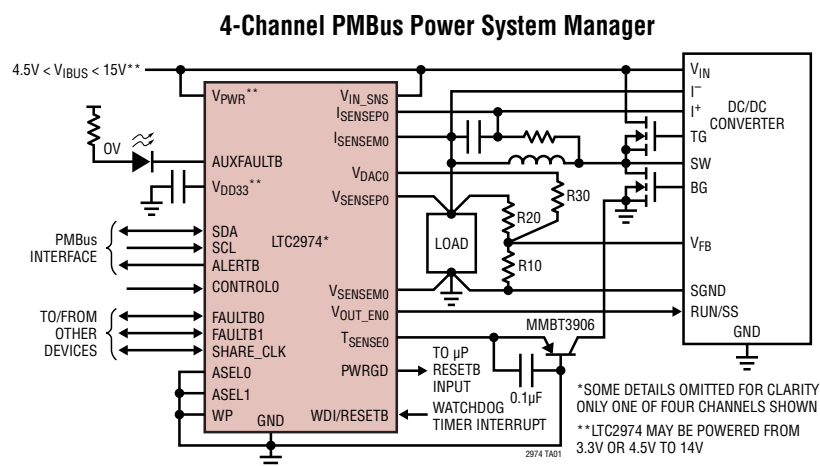 4-Channel PMBus Power System Manager
4.5V < VIBUS < 15V**
VPWR**
VIN_SNS
ISENSEP0
ISENSEM0
VDAC0
VSENSEP0
0V
AUXFAULTB
VDD33**
PMBus
INTERFACE
SDA
SCL
ALERTB
CONTROL0
LTC2974*
TO/FROM
OTHER
DEVICES
FAULTB0
FAULTB1
SHARE_CLK
ASEL0
ASEL1
WP
GND
VSENSEM0
VOUT_EN0
TSENSE0
PWRGD
WDI/RESETB
TO µP
RESETB
INPUT
WATCHDOG
TIMER INTERRUPT
LOAD
R20
R30
R10
MMBT3906
0.1µF
VIN
I–
I+
DC/DC
CONVERTER
TG
SW
BG
VFB
SGND
RUN/SS
GND
*SOME DETAILS OMITTED FOR CLARITY
ONLY ONE OF FOUR CHANNELS SHOWN
**LTC2974 MAY BE POWERED FROM
3.3V OR 4.5V TO 14V
2974 TA01